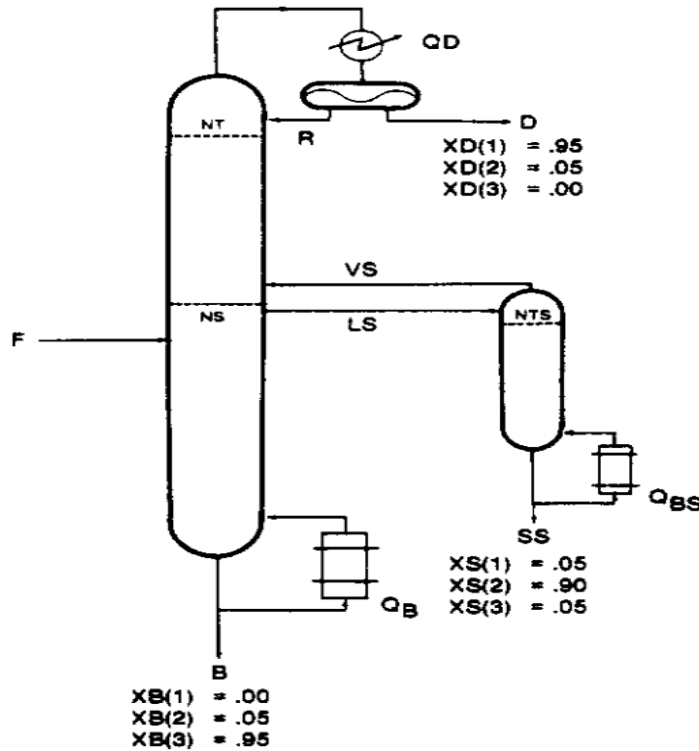 QD
NT
R
D
XD(1) = .95
XD(2) = .05
XD(3) = .00
VS
NS
LS
NTS
F
QBS
SS
XS(1) = .05
XS(2) = .90
XS(3) = .05
QB
B
XB(1) = .00
XB(2) = .05
XB(3) = .95